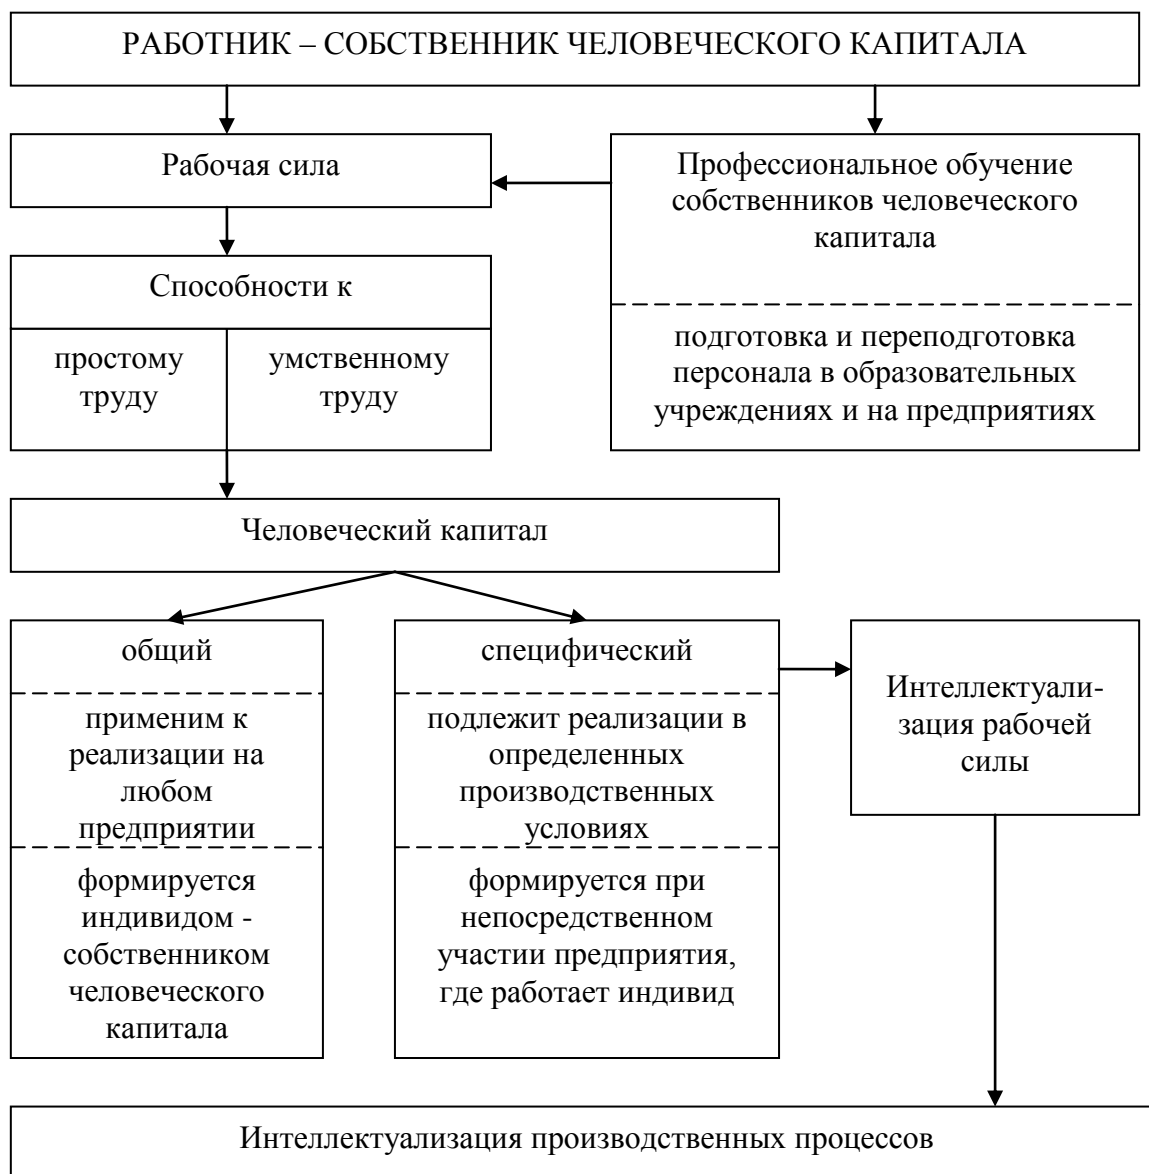 РАБОТНИК – СОБСТВЕННИК ЧЕЛОВЕЧЕСКОГО КАПИТАЛА
Рабочая сила
Профессиональное обучение
собственников человеческого
капитала
подготовка и переподготовка
персонала в образовательных
учреждениях и на предприятиях
Способности к
простому
труду
умственному
труду
Человеческий капитал
общий
применим к
реализации на
любом
предприятии
формируется
индивидом -
собственником
человеческого
капитала
специфический
подлежит реализации в
определенных
производственных
условиях
формируется при
непосредственном
участии предприятия,
где работает индивид
Интеллектуали-
зация рабочей
силы
Интеллектуализация производственных процессов